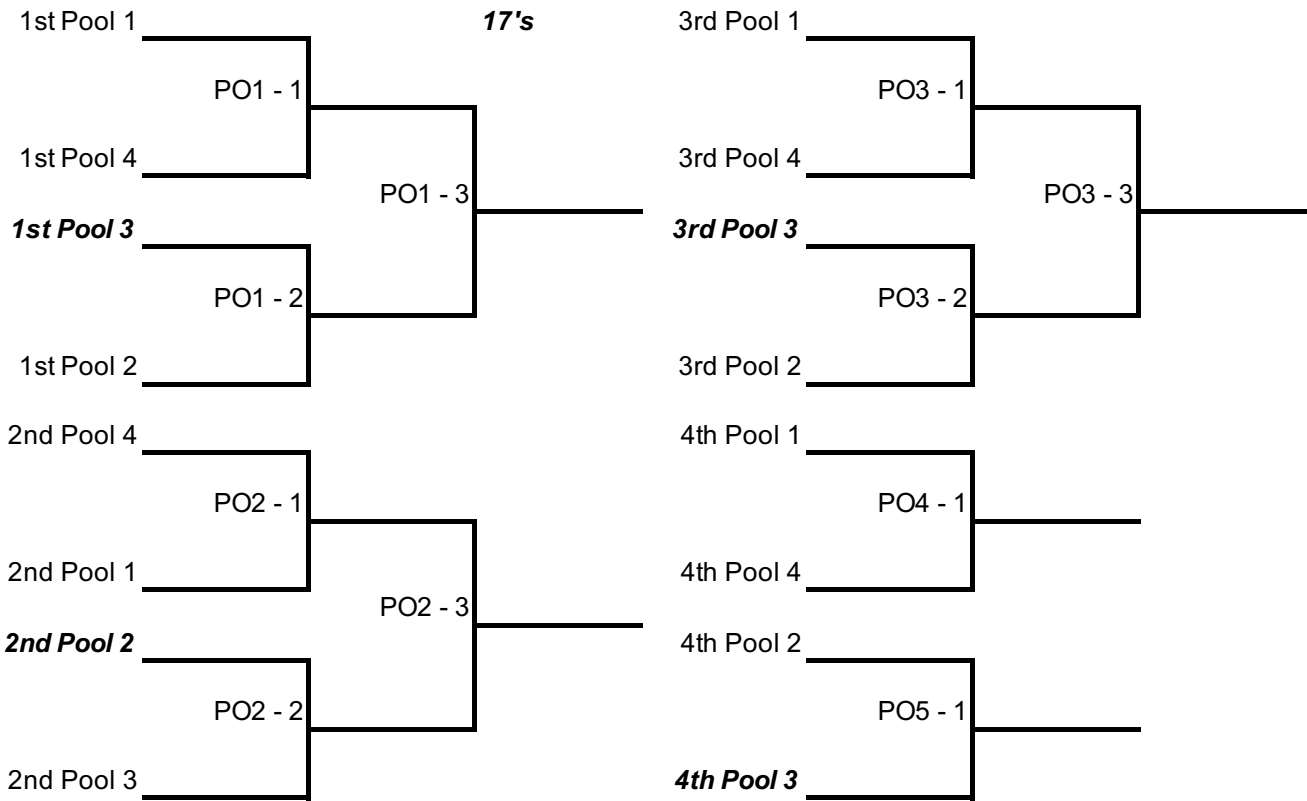 17's
1st Pool 1
PO1 - 1
1st Pool 4
PO1 - 3
1st Pool 3
PO1 - 2
1st Pool 2
2nd Pool 4
PO2 - 1
2nd Pool 1
PO2 - 3
2nd Pool 2
PO2 - 2
2nd Pool 3
3rd Pool 1
PO3 - 1
3rd Pool 4
PO3 - 3
3rd Pool 3
PO3 - 2
3rd Pool 2
4th Pool 1
PO4 - 1
4th Pool 4
4th Pool 2
PO5 - 1
4th Pool 3